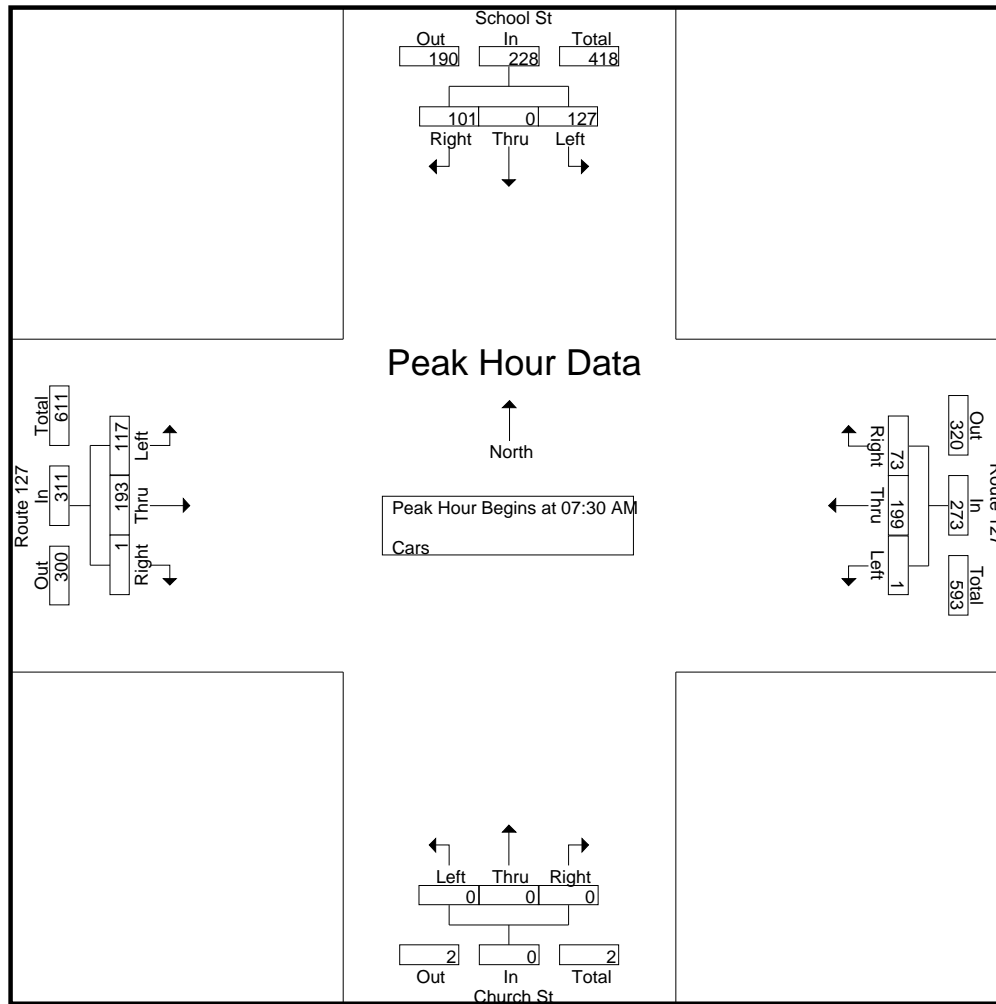 School St
Out In Total
190 228 418
101 0 127
Right Thru Left
Peak Hour Data
North
Peak Hour Begins at 07:30 AM
Cars
Route 127
Total In Out
611 311 300
117 193 1
Left Thru Right
Right Thru Left
73 199 1
Out In Total
320 273 593
Route 127
Left Thru Right
0 0 0
2 0 2
Out In Total
Church St